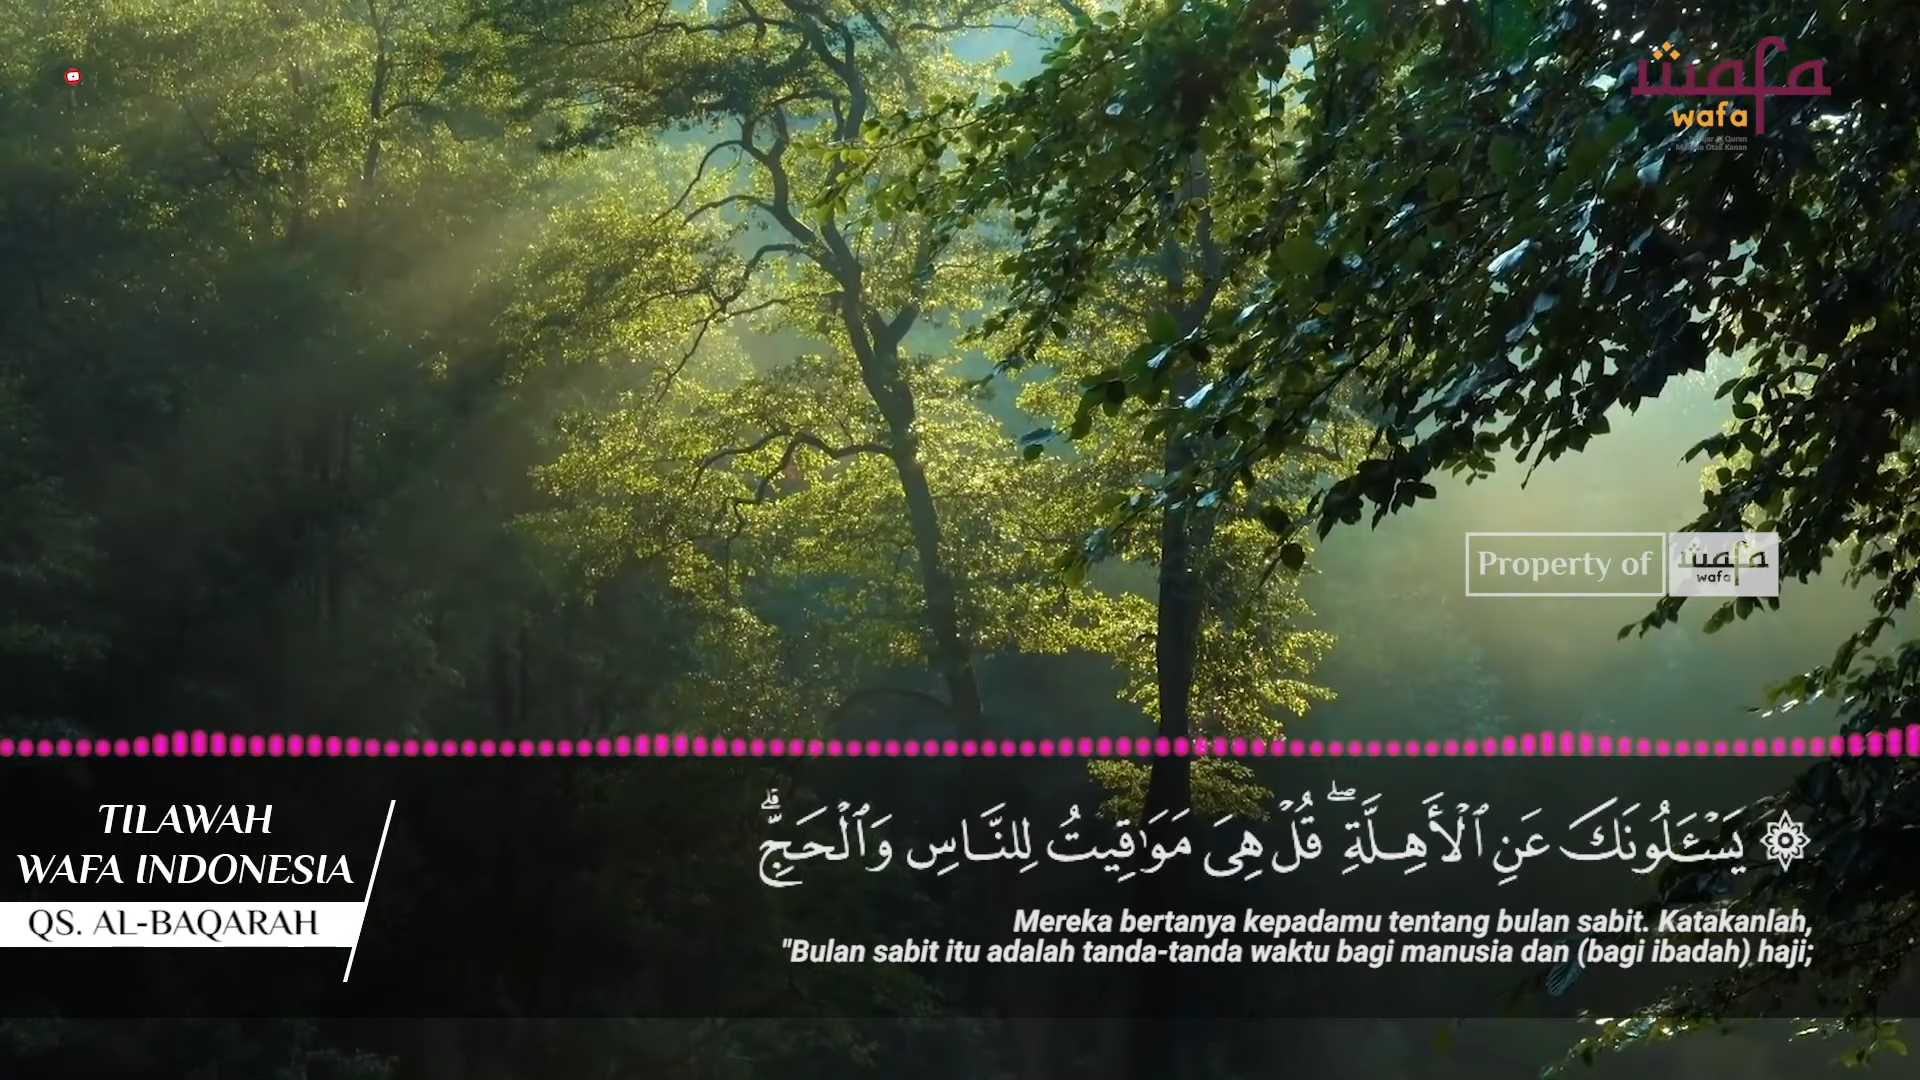 wafa
wafa
Property of
wafa
wafa
۞ يَسْـَٔلُونَكَ عَنِ ٱلْأَهِلَّةِ ۖ قُلْ هِىَ مَوَٰقِيتُ لِلنَّاسِ وَٱلْحَجِّ ۗ
Mereka bertanya kepadamu tentang bulan sabit. Katakanlah,
"Bulan sabit itu adalah tanda-tanda waktu bagi manusia dan (bagi ibadah) haji;
TILAWAH
WAFA INDONESIA
QS. AL-BAQARAH